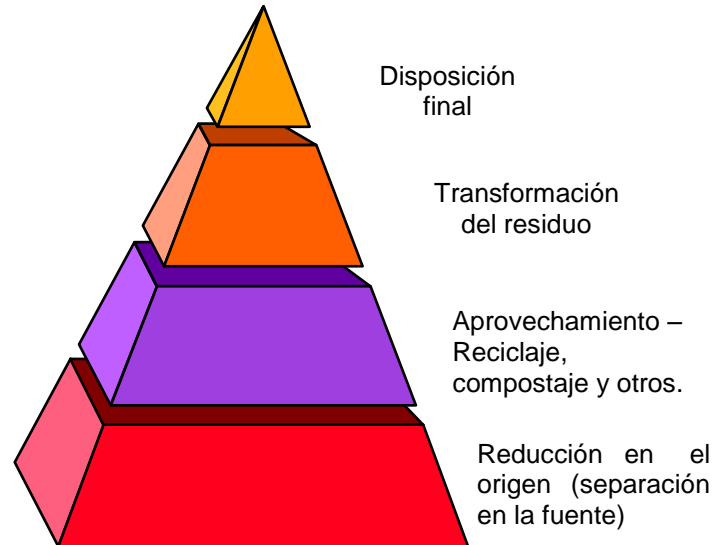 Disposición
final
Transformación
del residuo
Aprovechamiento –
Reciclaje,
compostaje y otros.
Reducción en el
origen (separación
en la fuente)